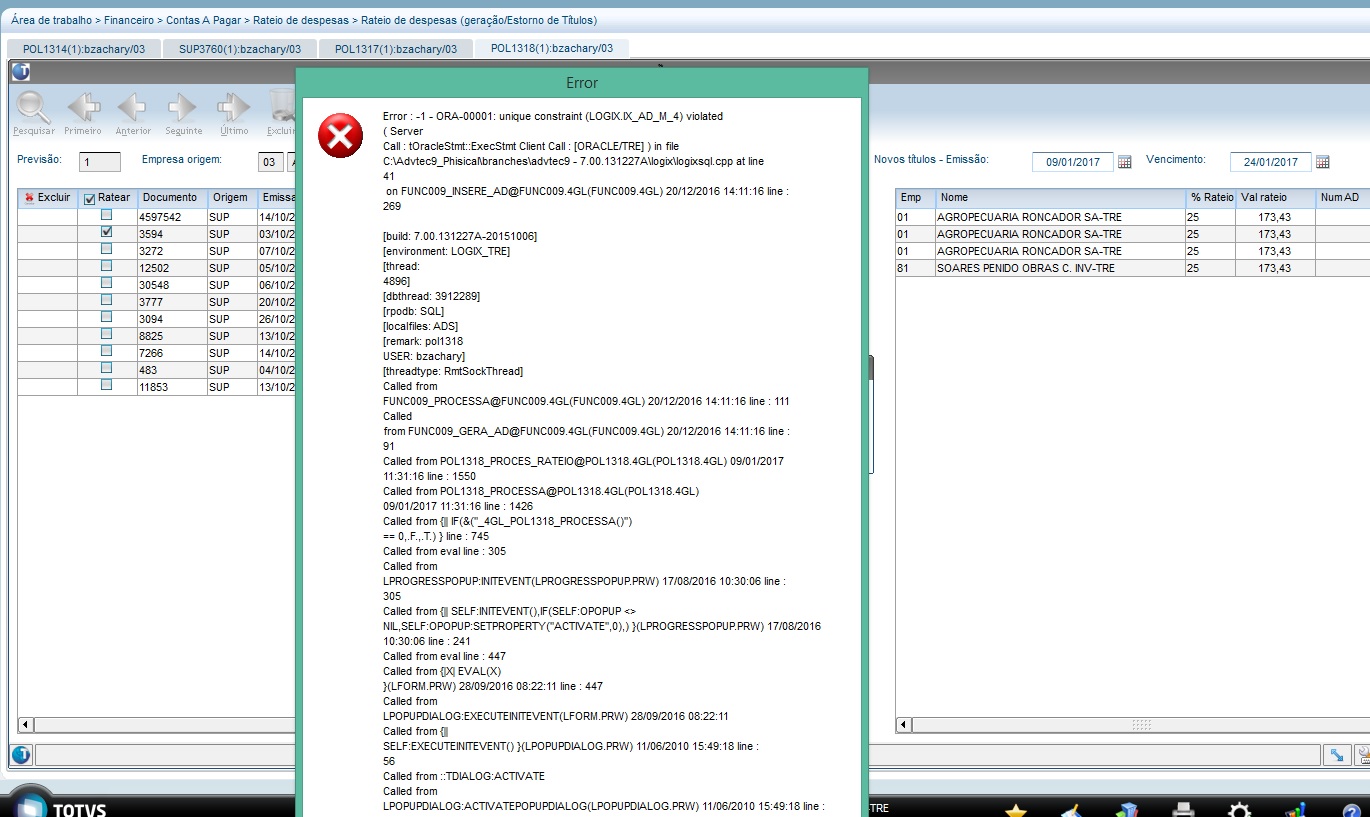 Área de trabalho > Financeiro > Contas A Pagar > Rateio de despesas > Rateio de despesas (geração/Estorno de Títulos)
POL1314(1):bzachary/03 SUP3760(1):bzachary/03 POL1317(1):bzachary/03 POL1318(1):bzachary/03
Error
Pesquisar Primeiro Anterior Seguinte Último Excluir
Previsão: 1 Empresa origem: 03
Novos títulos - Emissão: 09/01/2017 Vencimento: 24/01/2017
Excluir Ratear Documento Origem Emissa
4597542 SUP 14/10/2
3594 SUP 03/10/2
3272 SUP 07/10/2
12502 SUP 05/10/2
30548 SUP 06/10/2
3777 SUP 20/10/2
3094 SUP 26/10/2
8825 SUP 13/10/2
7266 SUP 14/10/2
483 SUP 04/10/2
11853 SUP 13/10/2
Error : -1 - ORA-00001: unique constraint (LOGIX.IX_AD_M_4) violated
( Server
Call : tOracleStmt::ExecStmt Client Call : [ORACLE/TRE] ) in file
C:\Advtec9_Phisical\branches\advtec9 - 7.00.131227A\logix\logixsql.cpp at line
41
on FUNC009_INSERE_AD@FUNC009.4GL(FUNC009.4GL) 20/12/2016 14:11:16 line :
269
[build: 7.00.131227A-20151006]
[environment: LOGIX_TRE]
[thread:
4896]
[dbthread: 3912289]
[rpodb: SQL]
[localfiles: ADS]
[remark: pol1318
USER: bzachary]
[threadtype: RmtSockThread]
Called from
FUNC009_PROCESSA@FUNC009.4GL(FUNC009.4GL) 20/12/2016 14:11:16 line : 111
Called
from FUNC009_GERA_AD@FUNC009.4GL(FUNC009.4GL) 20/12/2016 14:11:16 line :
91
Called from POL1318_PROCES_RATEIO@POL1318.4GL(POL1318.4GL) 09/01/2017
11:31:16 line : 1550
Called from POL1318_PROCESSA@POL1318.4GL(POL1318.4GL)
09/01/2017 11:31:16 line : 1426
Called from {|| IF(&("_4GL_POL1318_PROCESSA()")
== 0,.F.,.T.) } line : 745
Called from eval line : 305
Called from
LPROGRESSPOPUP:INITEVENT(LPROGRESSPOPUP.PRW) 17/08/2016 10:30:06 line :
305
Called from {|| SELF:INITEVENT(),IF(SELF:OPOPUP <>
NIL,SELF:OPOPUP:SETPROPERTY("ACTIVATE",0),) }(LPROGRESSPOPUP.PRW) 17/08/2016
10:30:06 line : 241
Called from eval line : 447
Called from {|X| EVAL(X)
}(LFORM.PRW) 28/09/2016 08:22:11 line : 447
Called from
LPOPUPDIALOG:EXECUTEINITEVENT(LFORM.PRW) 28/09/2016 08:22:11
Called from {||
SELF:EXECUTEINITEVENT() }(LPOPUPDIALOG.PRW) 11/06/2010 15:49:18 line :
56
Called from ::TDIALOG:ACTIVATE
Called from
LPOPUPDIALOG:ACTIVATEPOPUPDIALOG(LPOPUPDIALOG.PRW) 11/06/2010 15:49:18 line :
Emp Nome % Rateio Val rateio Num AD
01 AGROPECUARIA RONCADOR SA-TRE 25 173,43
01 AGROPECUARIA RONCADOR SA-TRE 25 173,43
01 AGROPECUARIA RONCADOR SA-TRE 25 173,43
81 SOARES PENIDO OBRAS C. INV-TRE 25 173,43
TOTVS
-TRE